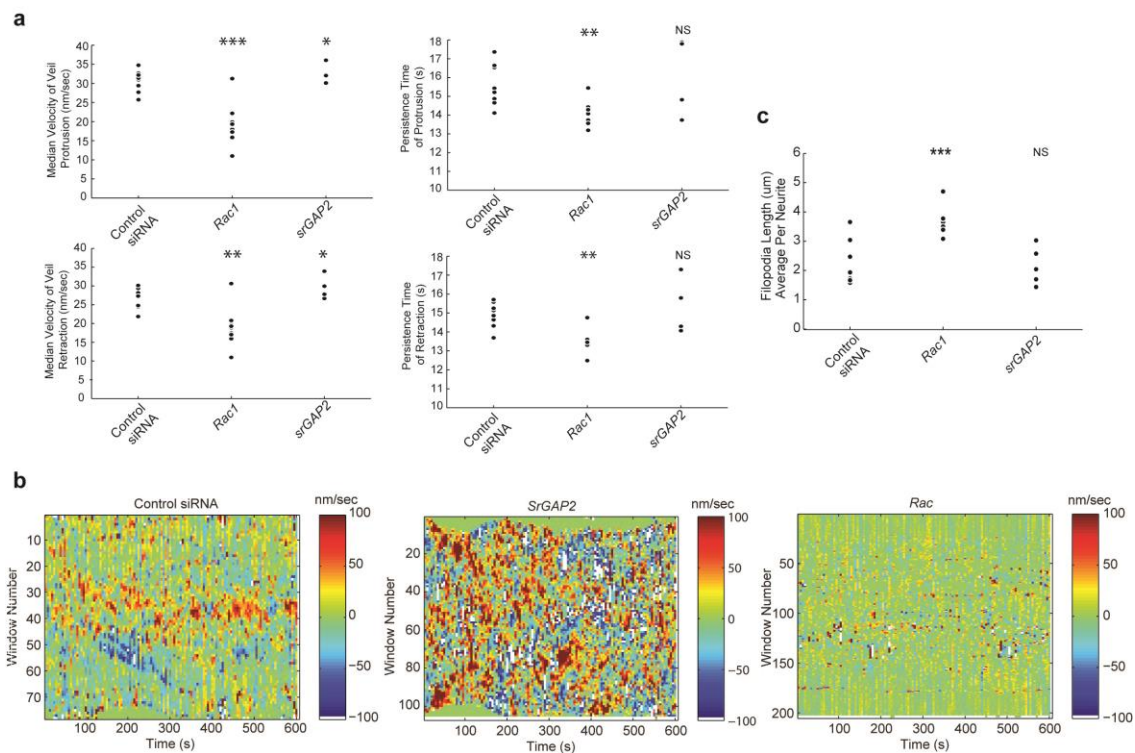 a
Median Velocity of Veil
Protrusion (nm/sec)
40
35
30
25
20
15
10
5
0
***
*
Control
siRNA
Rac1
srGAP2
Persistence Time
of Protrusion (s)
18
17
16
15
14
13
12
11
10
**
NS
Control
siRNA
Rac1
srGAP2
Median Velocity of Veil
Retraction (nm/sec)
40
35
30
25
20
15
10
5
0
**
*
Control
siRNA
Rac1
srGAP2
Persistence Time
of Retraction (s)
18
17
16
15
14
13
12
11
10
**
NS
Control
siRNA
Rac1
srGAP2
c
Filopodia Length (um)
Average Per Neurite
6
5
4
3
2
1
0
***
NS
Control
siRNA
Rac1
srGAP2
b
Control siRNA
nm/sec
Window Number
10
20
30
40
50
60
70
100 200 300 400 500 600
Time (s)
100
50
0
−50
−100
SrGAP2
nm/sec
Window Number
20
40
60
80
100
100 200 300 400 500 600
Time (s)
100
50
0
−50
−100
Rac
nm/sec
Window Number
50
100
150
200
100 200 300 400 500 600
Time (s)
100
50
0
−50
−100